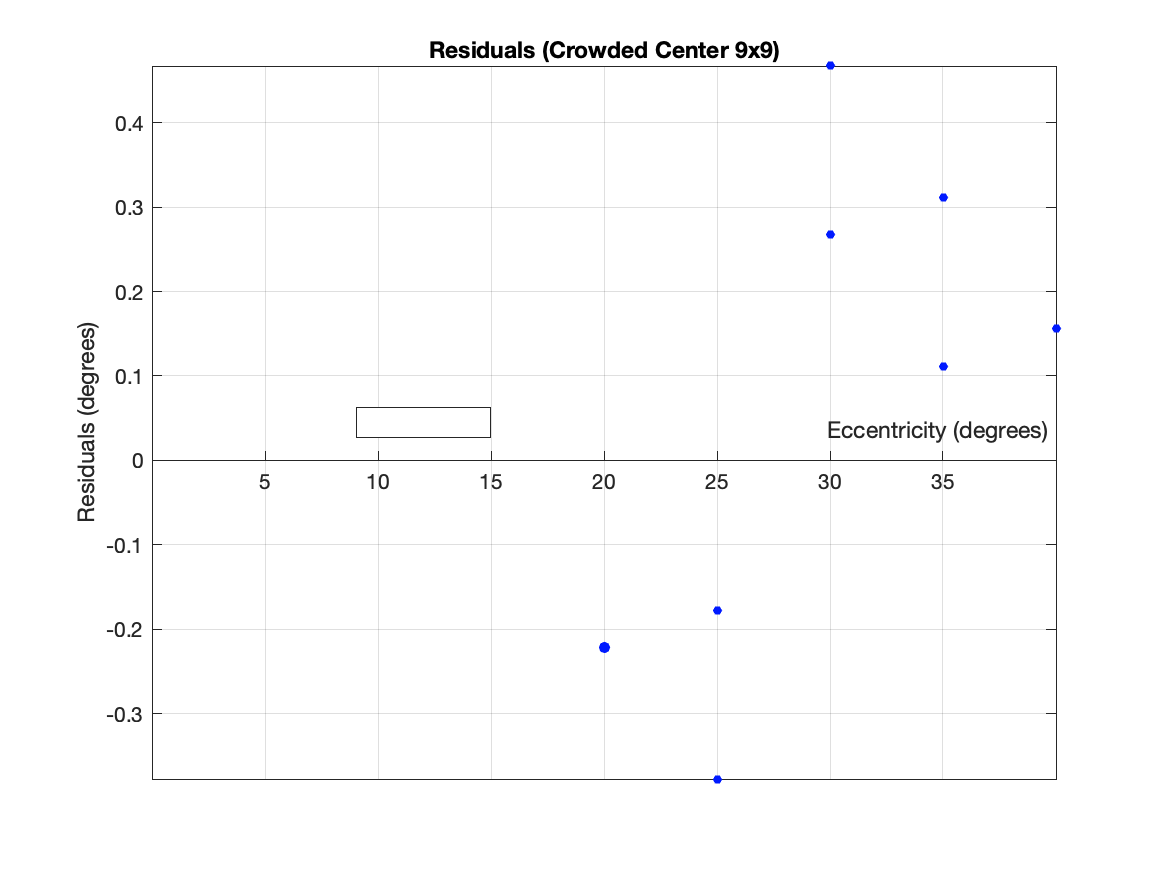 Residuals (Crowded Center 9x9)
0.4
0.3
0.2
0.1
0
-0.1
-0.2
-0.3
Residuals (degrees)
Eccentricity (degrees)
5 10 15 20 25 30 35